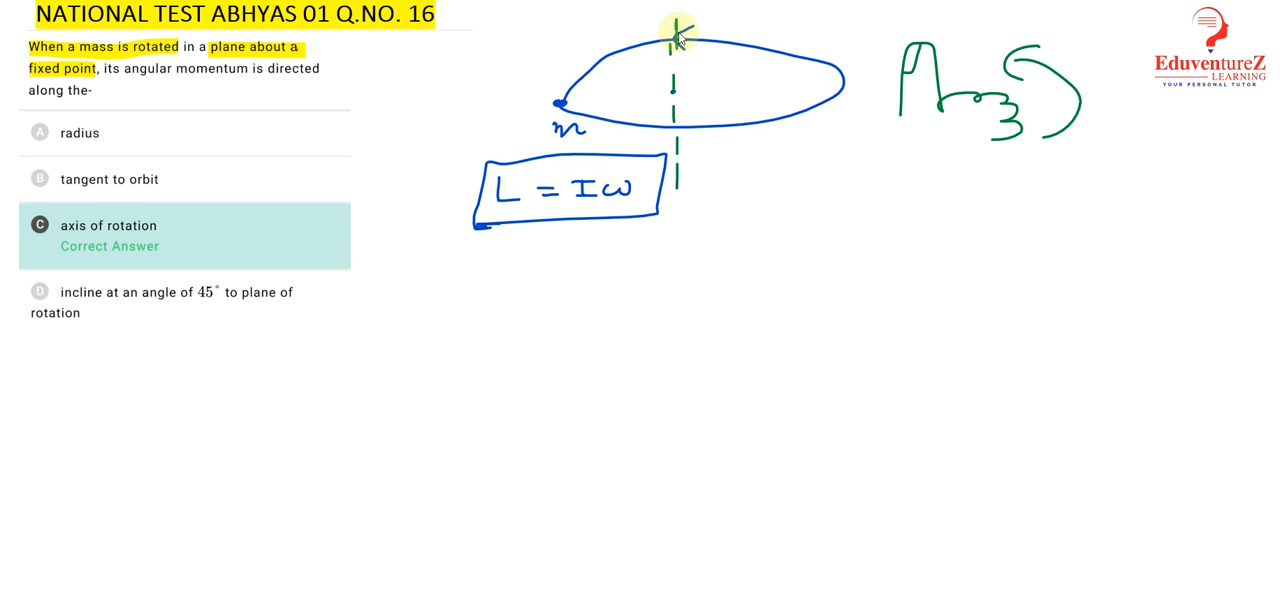 NATIONAL TEST ABHYAS 01 Q.NO. 16
When a mass is rotated in a plane about a
fixed point, its angular momentum is directed
along the-
A radius
B tangent to orbit
C axis of rotation
Correct Answer
D incline at an angle of 45° to plane of
rotation
m
L = Iω
EduventureZ
LEARNING
YOUR PERSONAL TUTOR